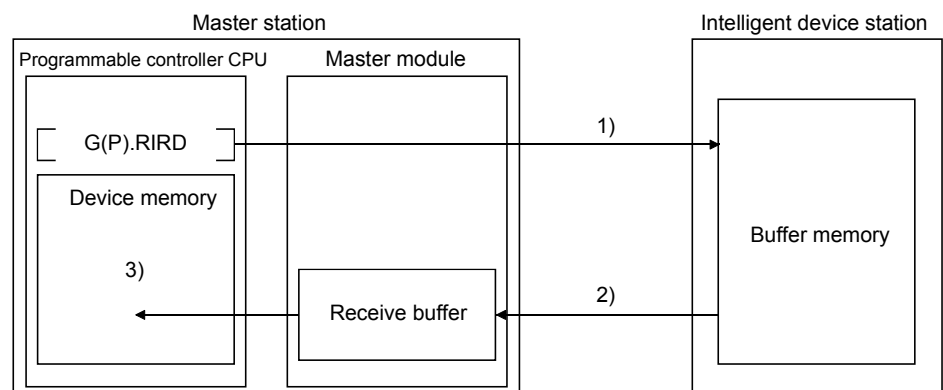 Master station
Intelligent device station
Programmable controller CPU
Master module
G(P).RIRD
1)
Device memory
Buffer memory
3)
2)
Receive buffer